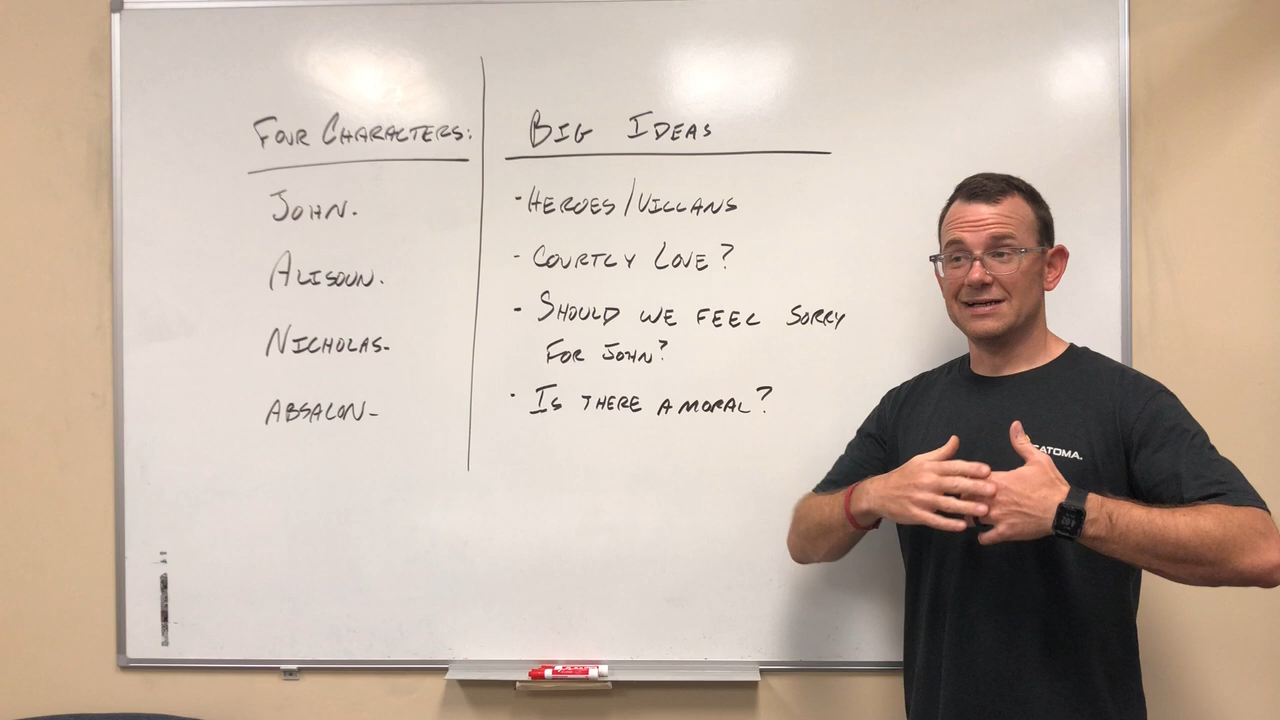 FOUR CHARACTERS:
JOHN.
ALISOUN.
NICHOLAS-
ABSALON-
BIG IDEAS
- HEROES/VILLANS
- COURTLY LOVE?
- SHOULD WE FEEL SORRY
FOR JOHN?
- IS THERE A MORAL?